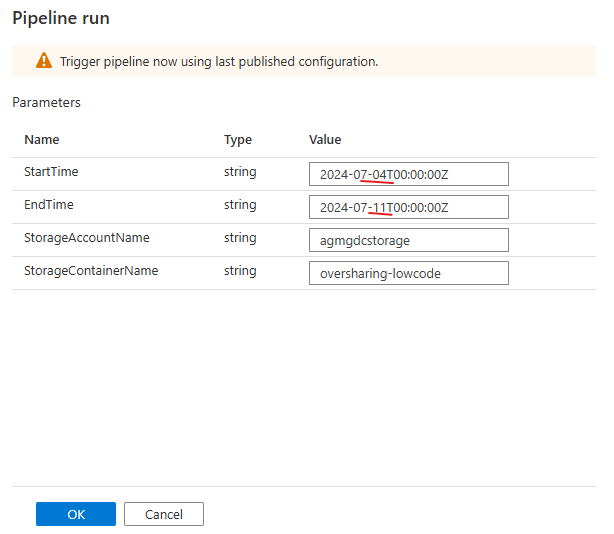 Pipeline run
Trigger pipeline now using last published configuration.
Parameters
Name Type Value
StartTime string 2024-07-04T00:00:00Z
EndTime string 2024-07-11T00:00:00Z
StorageAccountName string agmgdcstorage
StorageContainerName string oversharing-lowcode
OK Cancel